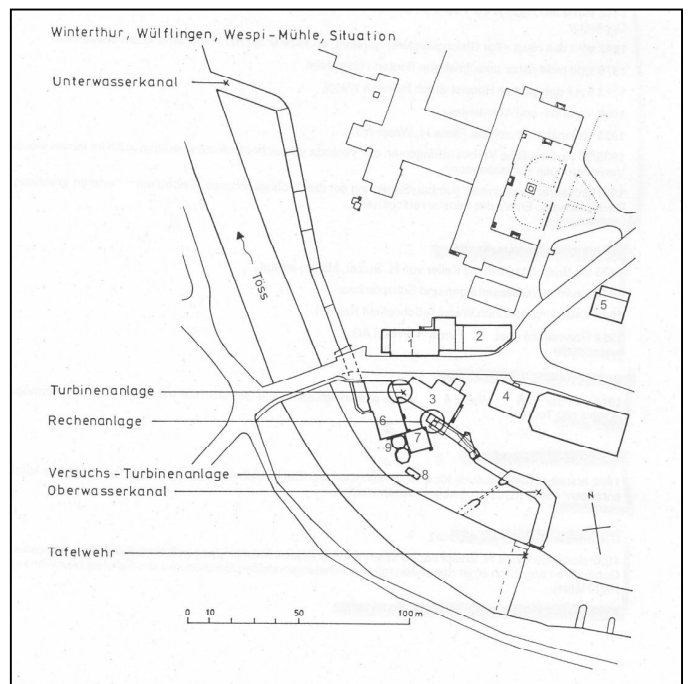 Winterthur, Wülflingen, Wespi-Mühle, Situation
Unterwasserkanal
Töss
5
1
2
Turbinenanlage
3
4
Rechenanlage
6
7
9
Versuchs-Turbinenanlage
8
Oberwasserkanal
N
Tafelwehr
0 10 50 100 m